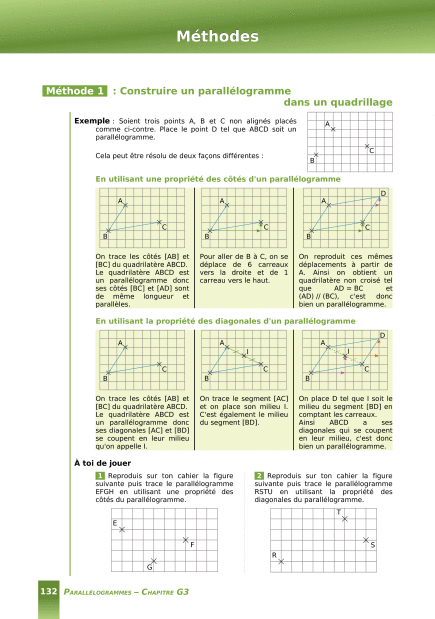 Méthodes
Méthode 1 : Construire un parallélogramme
dans un quadrillage
Exemple : Soient trois points A, B et C non alignés placés
comme ci-contre. Place le point D tel que ABCD soit un
parallélogramme.
Cela peut être résolu de deux façons différentes :
A
C
B
En utilisant une propriété des côtés d'un parallélogramme
A
C
B
A
C
B
D
A
C
B
On trace les côtés [AB] et
[BC] du quadrilatère ABCD.
Le quadrilatère ABCD est
un parallélogramme donc
ses côtés [BC] et [AD] sont
de même longueur et
parallèles.
Pour aller de B à C, on se
déplace de 6 carreaux
vers la droite et de 1
carreau vers le haut.
On reproduit ces mêmes
déplacements à partir de
A. Ainsi on obtient un
quadrilatère non croisé tel
que AD = BC et
(AD) // (BC), c'est donc
bien un parallélogramme.
En utilisant la propriété des diagonales d'un parallélogramme
A
C
B
A
I
C
B
D
A
I
C
B
On trace les côtés [AB] et
[BC] du quadrilatère ABCD.
Le quadrilatère ABCD est
un parallélogramme donc
ses diagonales [AC] et [BD]
se coupent en leur milieu
qu'on appelle I.
On trace le segment [AC]
et on place son milieu I.
C'est également le milieu
du segment [BD].
On place D tel que I soit le
milieu du segment [BD] en
comptant les carreaux.
Ainsi ABCD a ses
diagonales qui se coupent
en leur milieu, c'est donc
bien un parallélogramme.
À toi de jouer
1 Reproduis sur ton cahier la figure
suivante puis trace le parallélogramme
EFGH en utilisant une propriété des
côtés du parallélogramme.
E
F
G
2 Reproduis sur ton cahier la figure
suivante puis trace le parallélogramme
RSTU en utilisant la propriété des
diagonales du parallélogramme.
T
S
R
132 Parallélogrammes – Chapitre G3